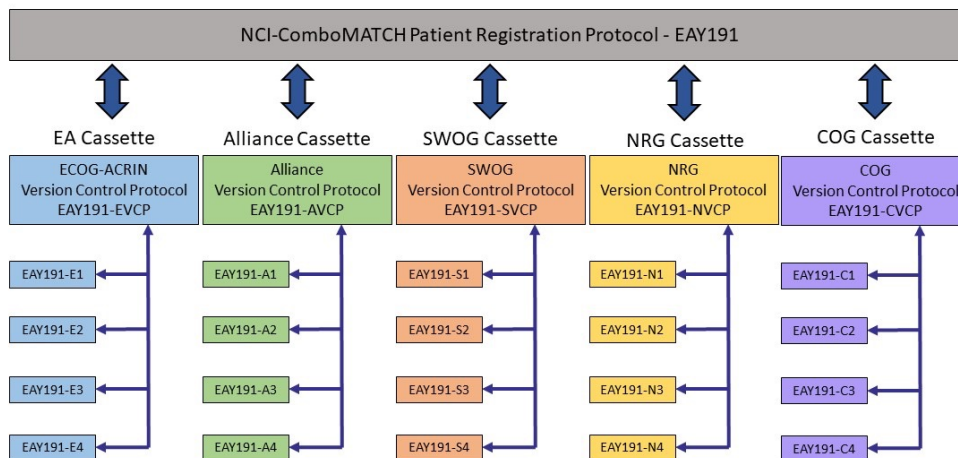 NCI-ComboMATCH Patient Registration Protocol - EAY191
EA Cassette
Alliance Cassette
SWOG Cassette
NRG Cassette
COG Cassette
ECOG-ACRIN
Version Control Protocol
EAY191-EVCP
Alliance
Version Control Protocol
EAY191-AVCP
SWOG
Version Control Protocol
EAY191-SVCP
NRG
Version Control Protocol
EAY191-NVCP
COG
Version Control Protocol
EAY191-CVCP
EAY191-E1
EAY191-A1
EAY191-S1
EAY191-N1
EAY191-C1
EAY191-E2
EAY191-A2
EAY191-S2
EAY191-N2
EAY191-C2
EAY191-E3
EAY191-A3
EAY191-S3
EAY191-N3
EAY191-C3
EAY191-E4
EAY191-A4
EAY191-S4
EAY191-N4
EAY191-C4